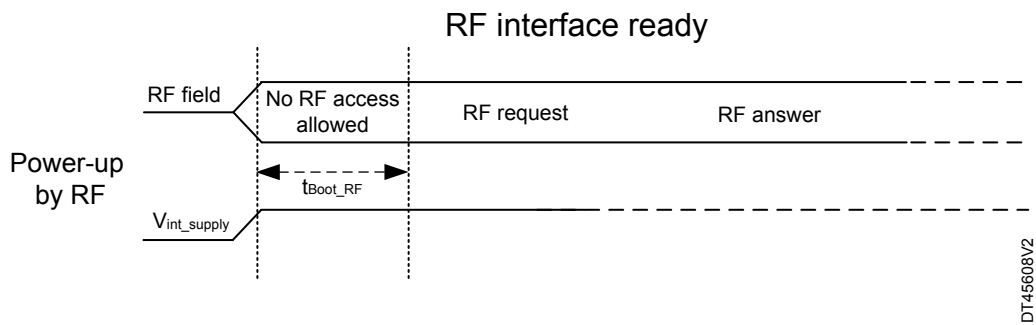 RF interface ready
RF field
No RF access
allowed
RF request
RF answer
Power-up
by RF
tBoot_RF
Vint_supply
DT45608V2